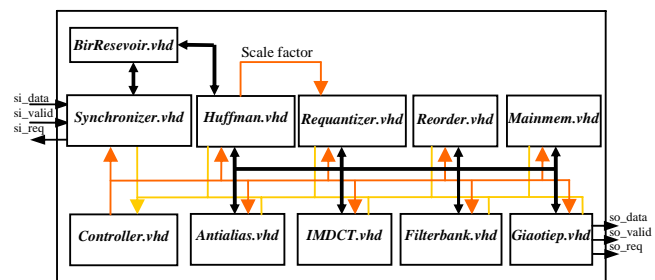 BirResevoir.vhd
Scale factor
si_data
si_valid
si_req
Synchronizer.vhd
Huffman.vhd
Requantizer.vhd
Reorder.vhd
Mainmem.vhd
Controller.vhd
Antialias.vhd
IMDCT.vhd
Filterbank.vhd
Giaotiep.vhd
so_data
so_valid
so_req